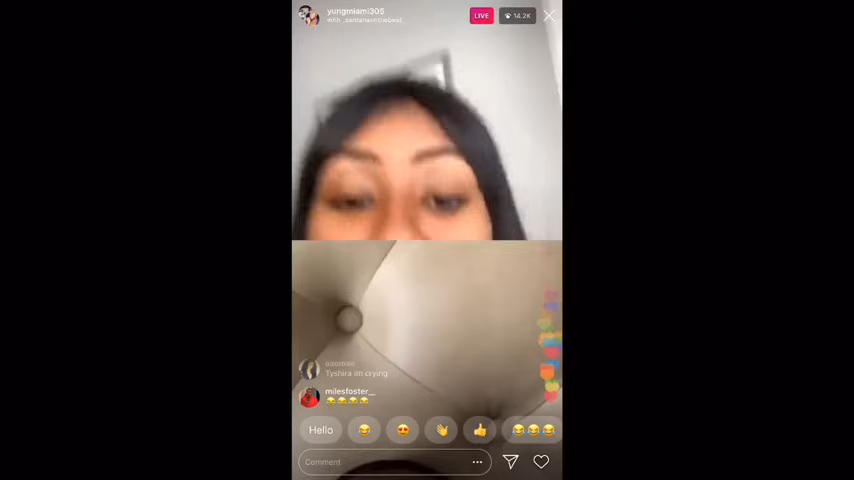 yungmiami305
LIVE
14.2K
Tyshira im crying
milesfoster__
Hello
Comment